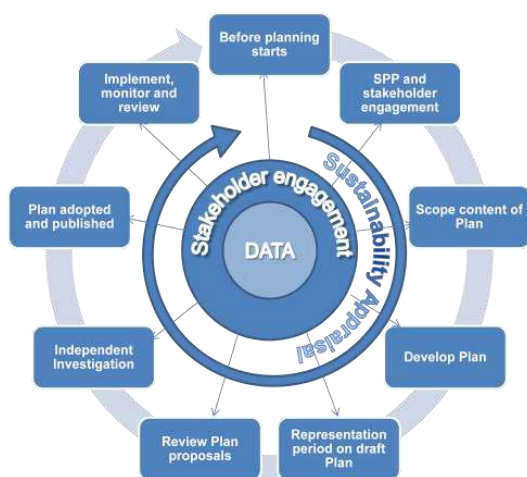 Before planning
starts
SPP and
stakeholder
engagement
Scope content of
Plan
Develop Plan
Representation
period on draft
Plan
Review Plan
proposals
Independent
Investigation
Plan adopted
and published
Implement,
monitor and
review
Stakeholder engagement
Sustainability Appraisal
DATA